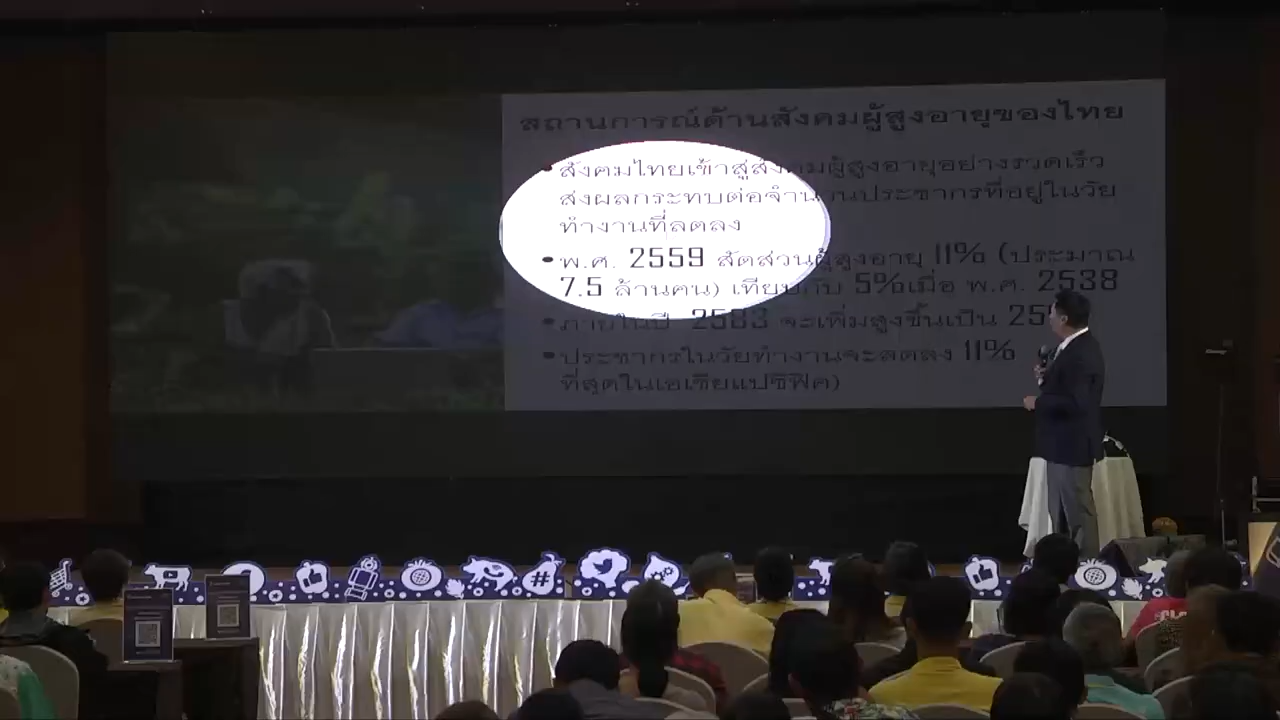 สถานการณ์ด้านสังคมผู้สูงอายุของไทย
• สังคมไทยเข้าสู่สังคมผู้สูงอายุอย่างรวดเร็ว
ส่งผลกระทบต่อจำนวนประชากรที่อยู่ในวัย
ทำงานที่ลดลง
• พ.ศ. 2559 สัดส่วนผู้สูงอายุ 11% (ประมาณ
7.5 ล้านคน) เทียบกับ 5%เมื่อ พ.ศ. 2538
• ภายในปี 2583 จะเพิ่มสูงขึ้นเป็น
• ประชากรในวัยทำงานจะลดลง 11%
ที่สุดในเอเชียแปซิฟิค)
#